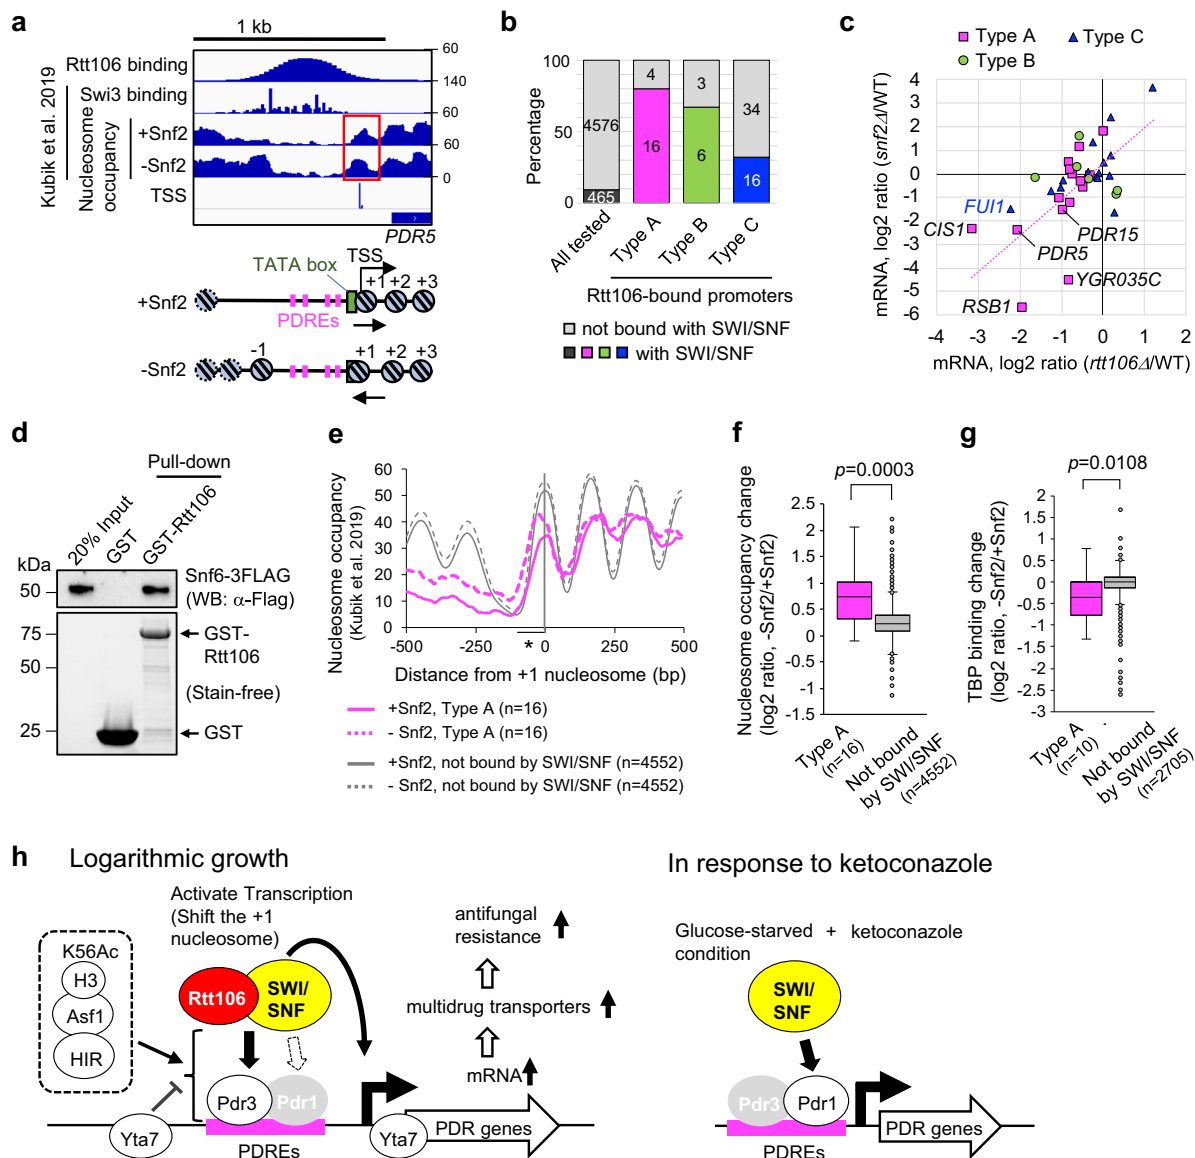 a
1 kb
Kubik et al. 2019
Nucleosome
occupancy
Rtt106 binding
Swi3 binding
+Snf2
-Snf2
TSS
60
140
60
60
0
PDR5
TATA box
TSS
+1
+2
+3
+Snf2
PDREs
-1
+1
+2
+3
-Snf2
b
Percentage
100
50
0
4576
465
4
16
3
6
34
16
All tested
Type A
Type B
Type C
Rtt106-bound promoters
not bound with SWI/SNF
with SWI/SNF
c
Type A
Type C
Type B
mRNA, log2 ratio (snf2Δ/WT)
4
3
2
1
0
-1
-2
-3
-4
-5
-6
FUI1
CIS1
PDR15
PDR5
YGR035C
RSB1
-4
-3
-2
-1
0
1
2
mRNA, log2 ratio (rtt106Δ/WT)
d
Pull-down
20% Input
GST
GST-Rtt106
kDa
50
Snf6-3FLAG
(WB: α-Flag)
75
GST-
Rtt106
50
(Stain-free)
25
GST
e
Nucleosome occupancy
(Kubik et al. 2019)
60
50
40
30
20
10
0
-500
-250
*
0
250
500
Distance from +1 nucleosome (bp)
+Snf2, Type A (n=16)
- Snf2, Type A (n=16)
+Snf2, not bound by SWI/SNF (n=4552)
- Snf2, not bound by SWI/SNF (n=4552)
f
p=0.0003
Nucleosome occupancy change
(log2 ratio, -Snf2/+Snf2)
2.5
2
1.5
1
0.5
0
-0.5
-1
-1.5
Type A
(n=16)
Not bound
by SWI/SNF
(n=4552)
g
p=0.0108
TBP binding change
(log2 ratio, -Snf2/+Snf2)
2
1.5
1
0.5
0
-0.5
-1
-1.5
-2
-2.5
-3
Type A
(n=10)
Not bound
by SWI/SNF
(n=2705)
h
Logarithmic growth
Activate Transcription
(Shift the +1
nucleosome)
K56Ac
H3
Asf1
HIR
Rtt106
SWI/
SNF
Pdr3
Pdr1
Yta7
PDREs
Yta7
PDR genes
mRNA
multidrug transporters
antifungal
resistance
In response to ketoconazole
Glucose-starved + ketoconazole
condition
SWI/
SNF
Pdr3
Pdr1
PDREs
PDR genes